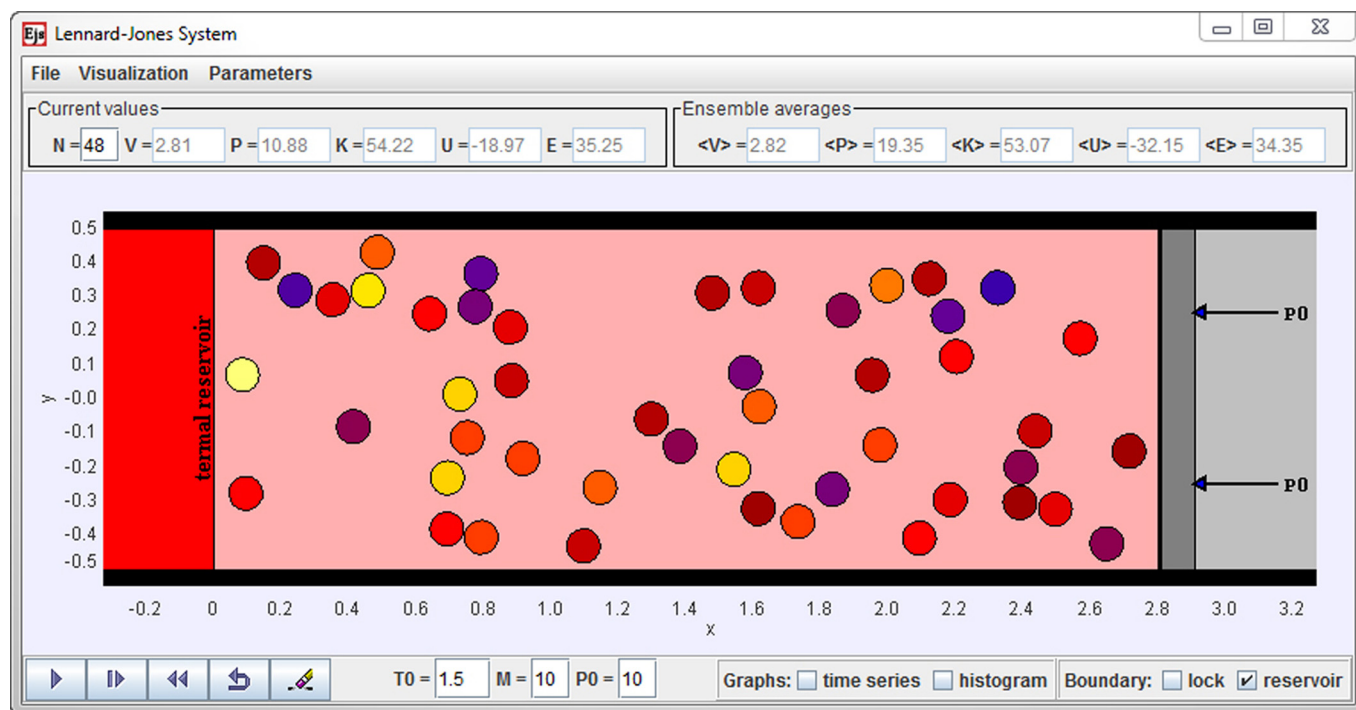 Ejs Lennard-Jones System
File Visualization Parameters
Current values
Ensemble averages
N = 48 V = 2.81 P = 10.88 K = 54.22 U = -18.97 E = 35.25 <V> = 2.82 <P> = 19.35 <K> = 53.07 <U> = -32.15 <E> = 34.35
0.5
0.4
0.3
0.2
0.1
-0.0
-0.1
-0.2
-0.3
-0.4
-0.5
y
termal reservoir
P0
P0
-0.2 0 0.2 0.4 0.6 0.8 1.0 1.2 1.4 1.6 1.8 2.0 2.2 2.4 2.6 2.8 3.0 3.2
x
T0 = 1.5 M = 10 P0 = 10 Graphs: time series histogram Boundary: lock reservoir